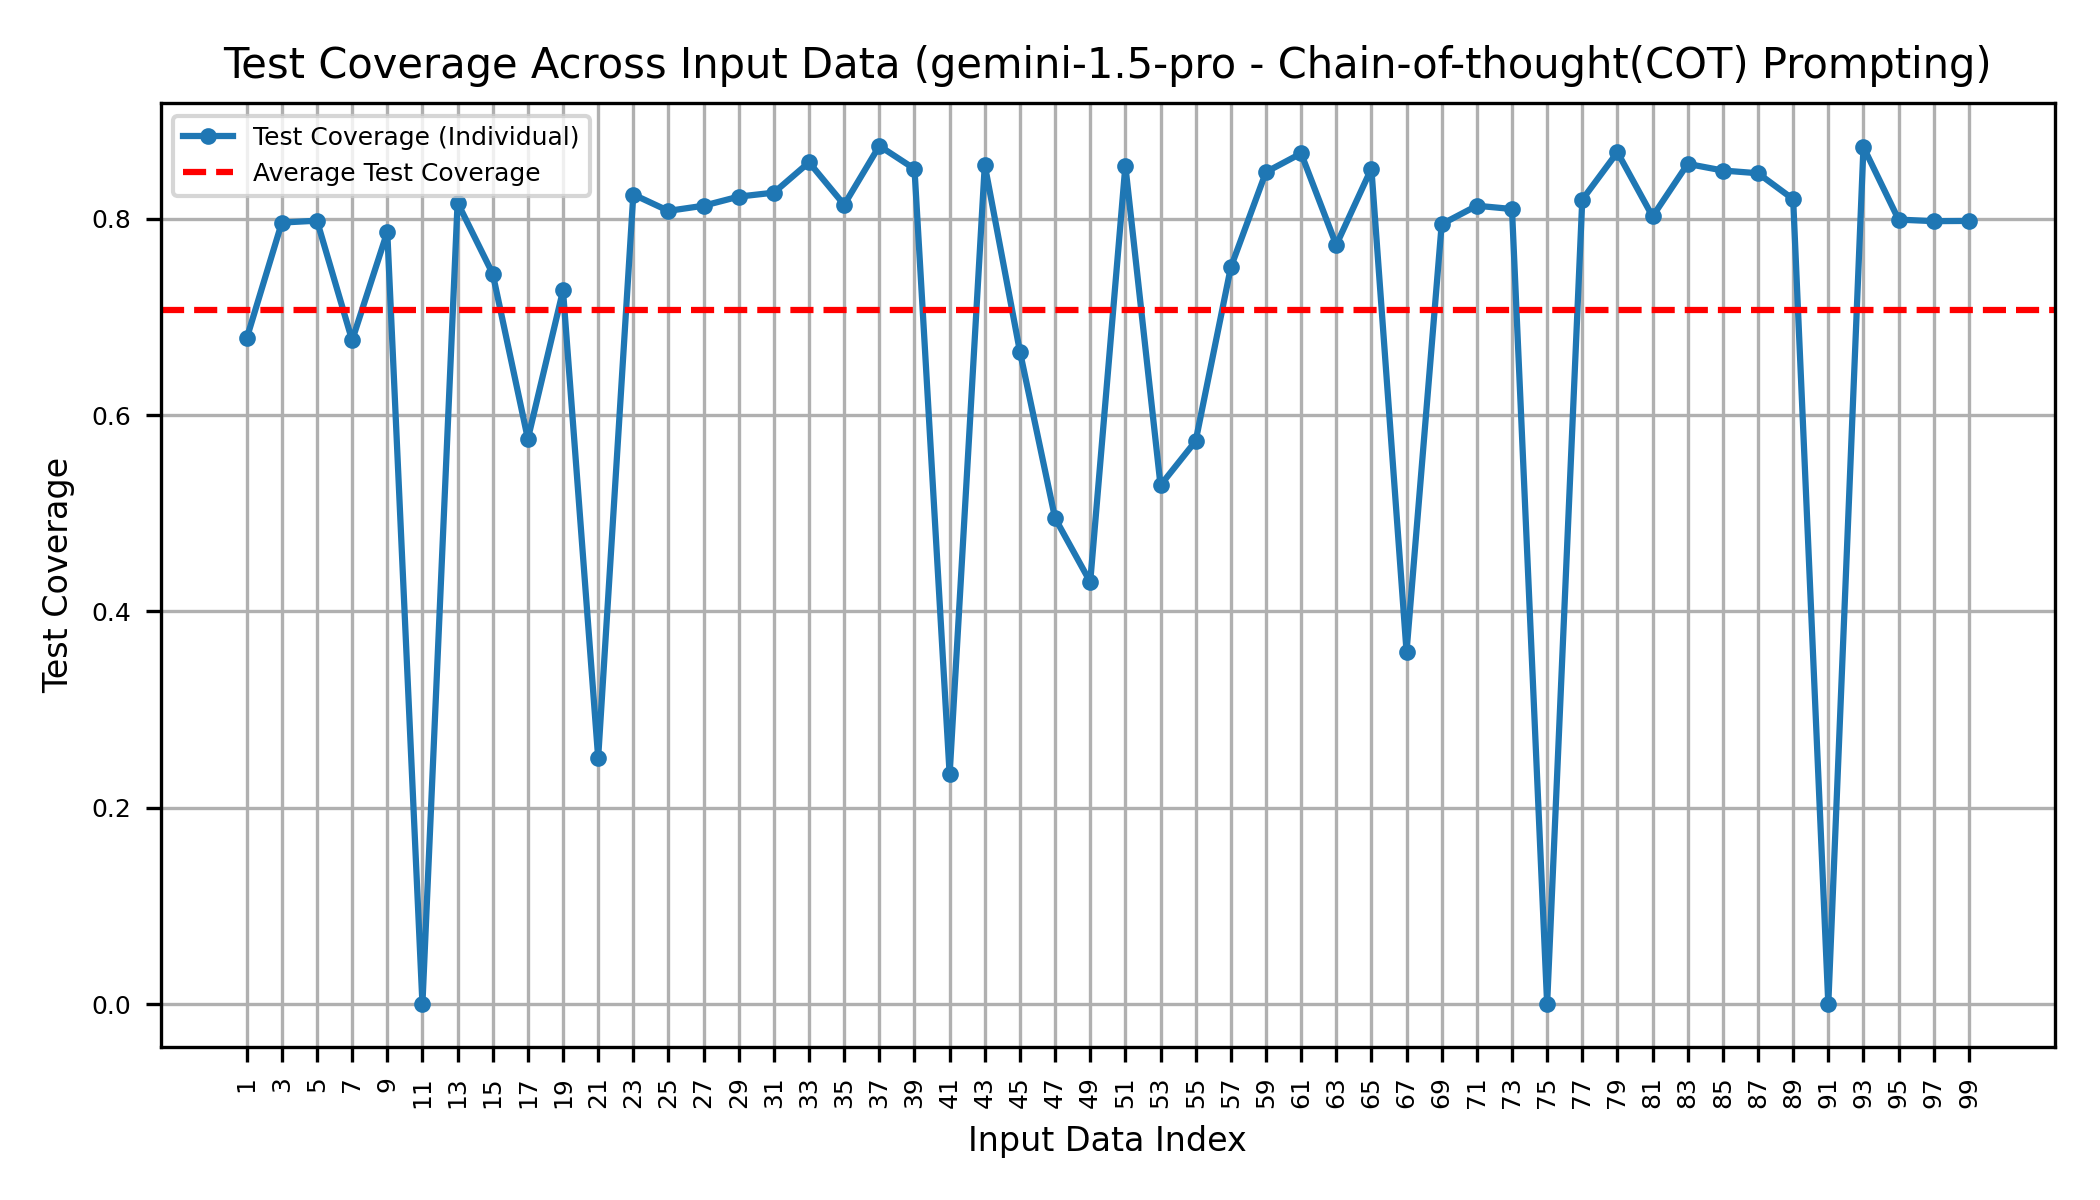 Test Coverage Across Input Data (gemini-1.5-pro - Chain-of-thought(COT) Prompting)
Test Coverage (Individual)
Average Test Coverage
Test Coverage
0.8
0.6
0.4
0.2
0.0
1 3 5 7 9 11 13 15 17 19 21 23 25 27 29 31 33 35 37 39 41 43 45 47 49 51 53 55 57 59 61 63 65 67 69 71 73 75 77 79 81 83 85 87 89 91 93 95 97 99
Input Data Index